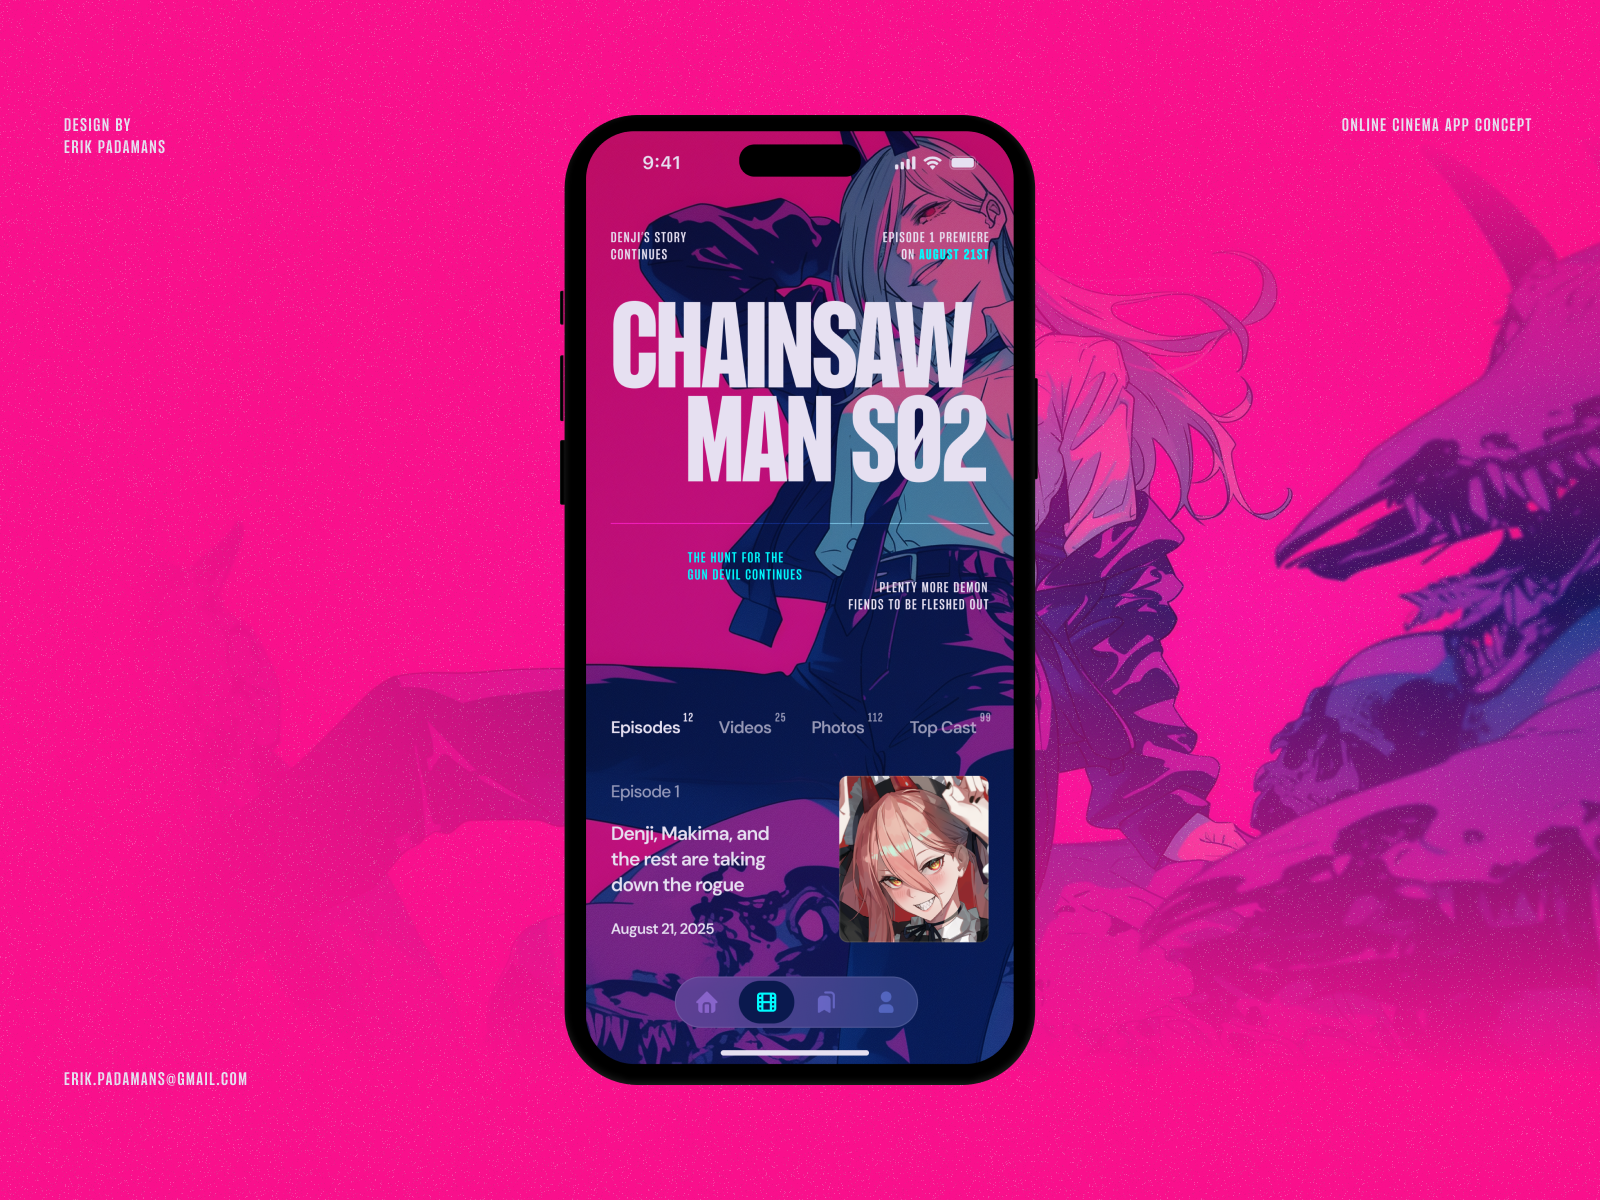 DESIGN BY
ERIK PADAMANS
ONLINE CINEMA APP CONCEPT
9:41
DENJI'S STORY
CONTINUES
EPISODE 1 PREMIERE
ON AUGUST 21ST
CHAINSAW
MAN S02
THE HUNT FOR THE
GUN DEVIL CONTINUES
PLENTY MORE DEMON
FIENDS TO BE FLESHED OUT
Episodes 12 Videos 25 Photos 112 Top Cast 99
Episode 1
Denji, Makima, and
the rest are taking
down the rogue
August 21, 2025
ERIK.PADAMANS@GMAIL.COM